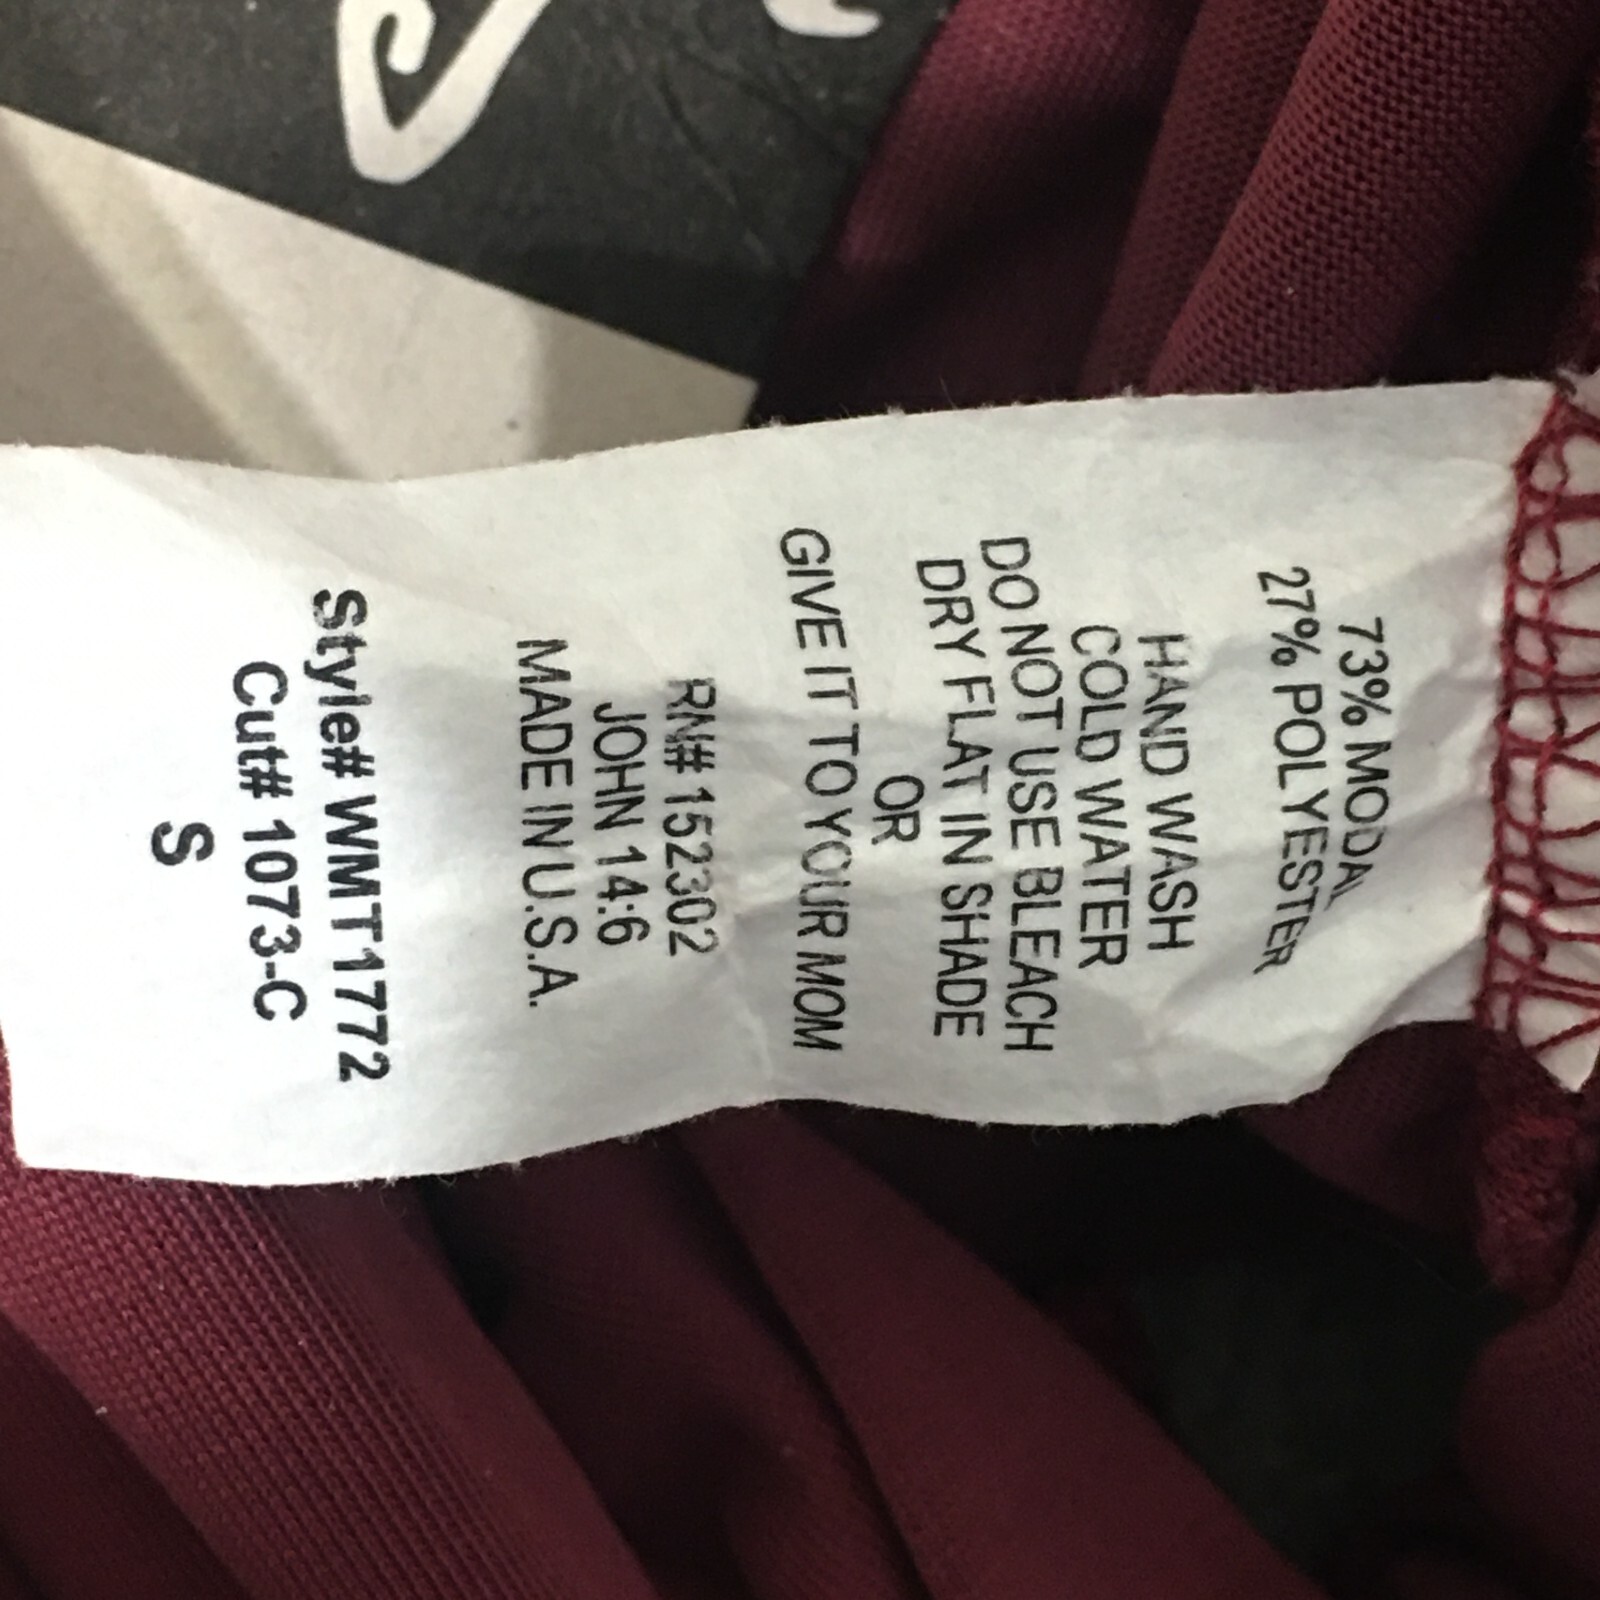 73% MODAL
27% POLYESTER
HAND WASH
COLD WATER
DO NOT USE BLEACH
DRY FLAT IN SHADE
OR
GIVE IT TO YOUR MOM
RN# 152302
JOHN 14:6
MADE IN U.S.A.
Style# WMT1772
Cut# 1073-C
S